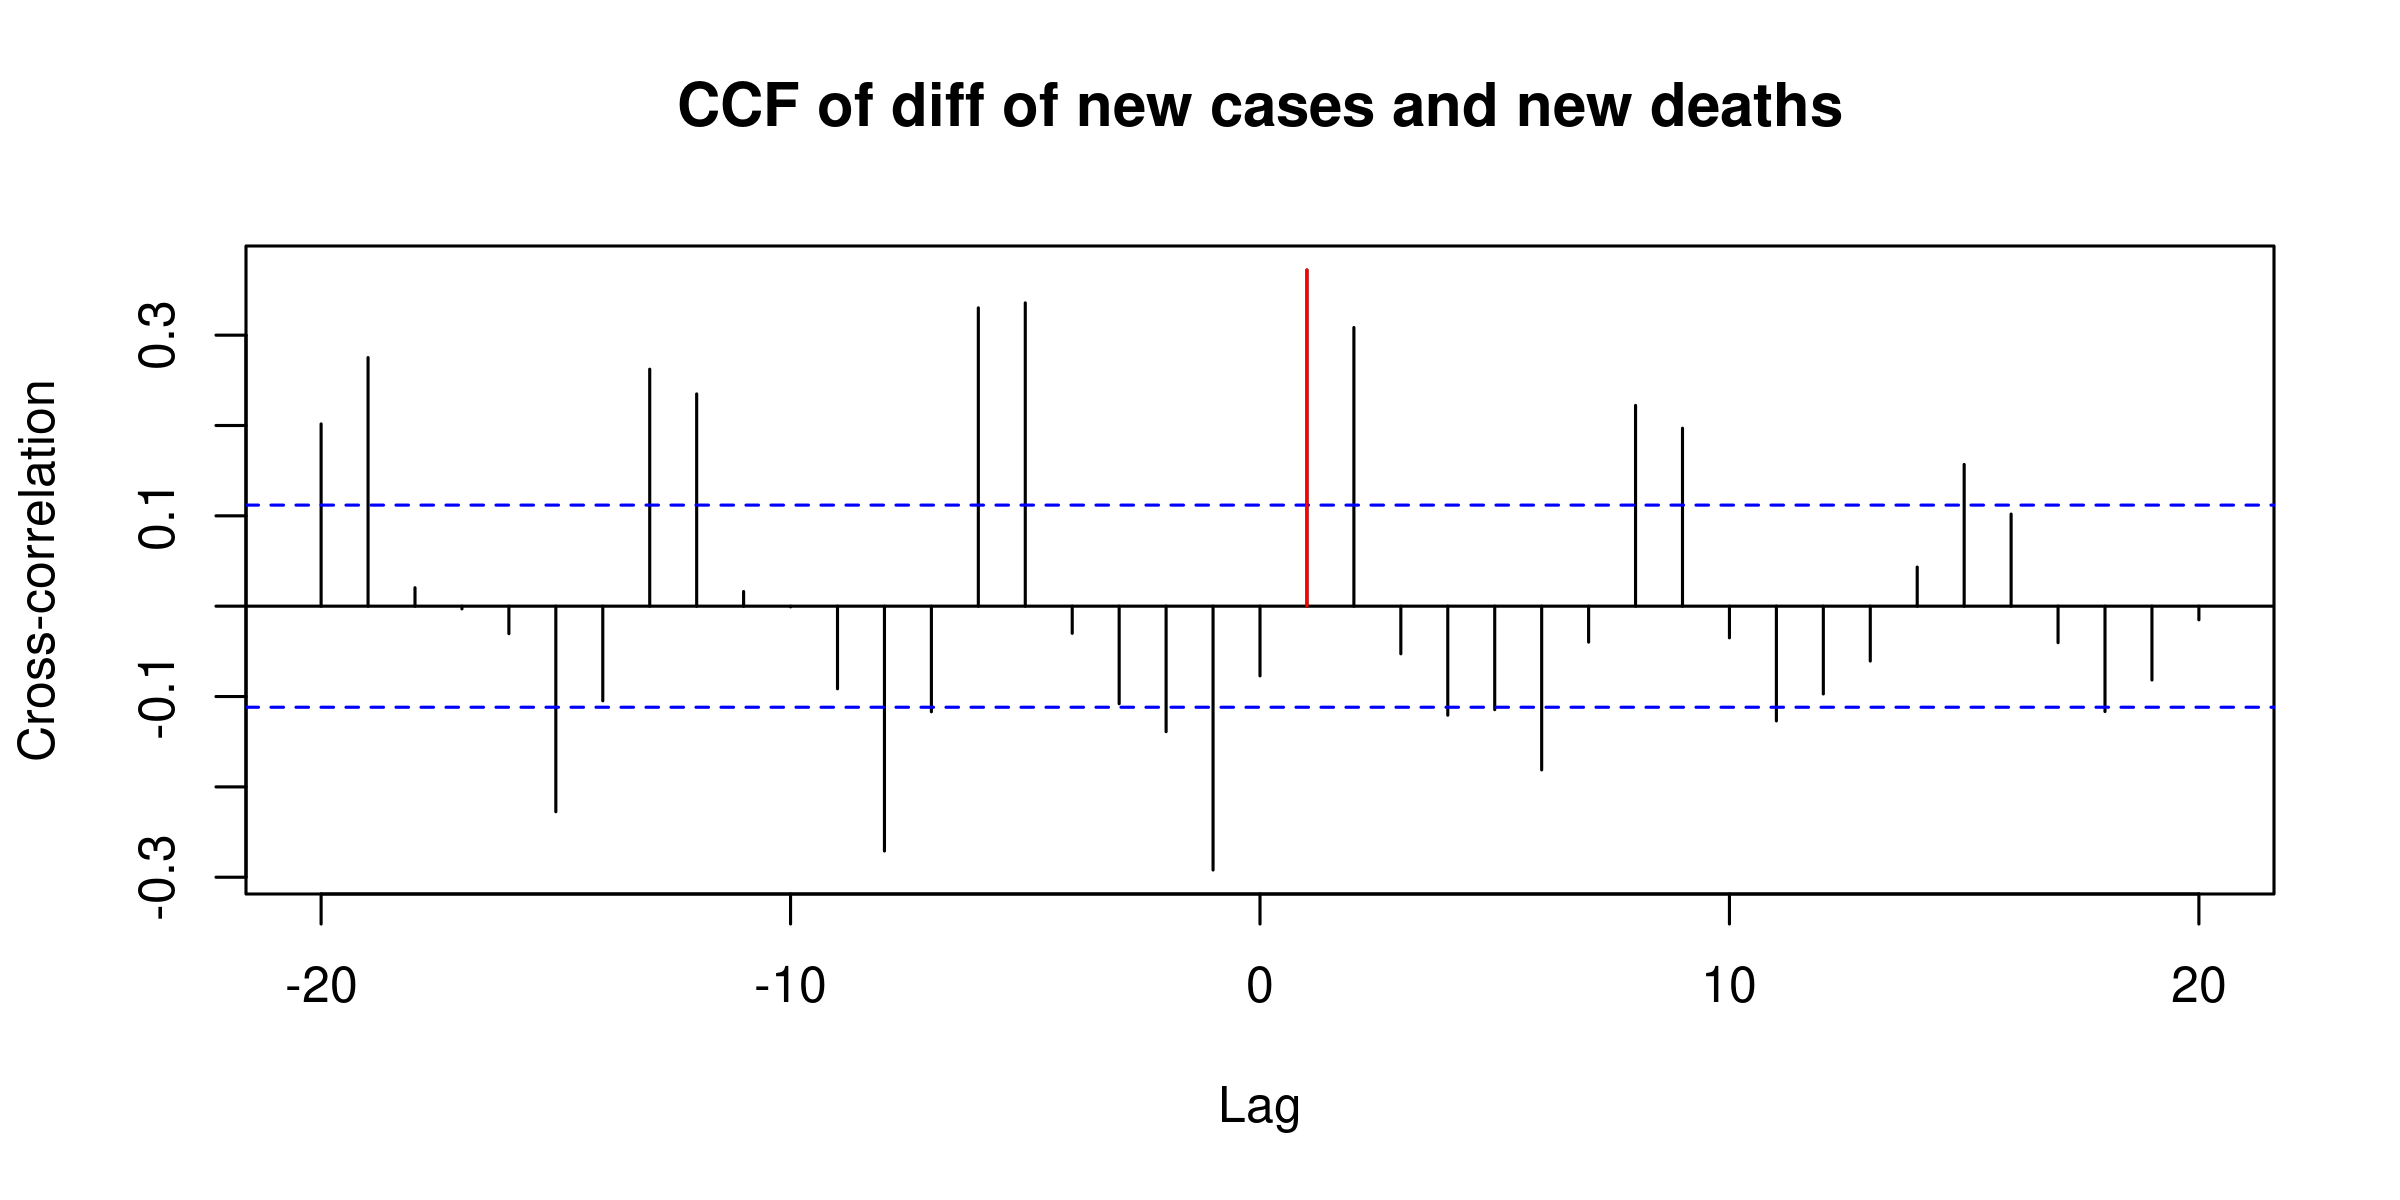 CCF of diff of new cases and new deaths
Cross-correlation
0.3
0.1
-0.1
-0.3
-20 -10 0 10 20
Lag